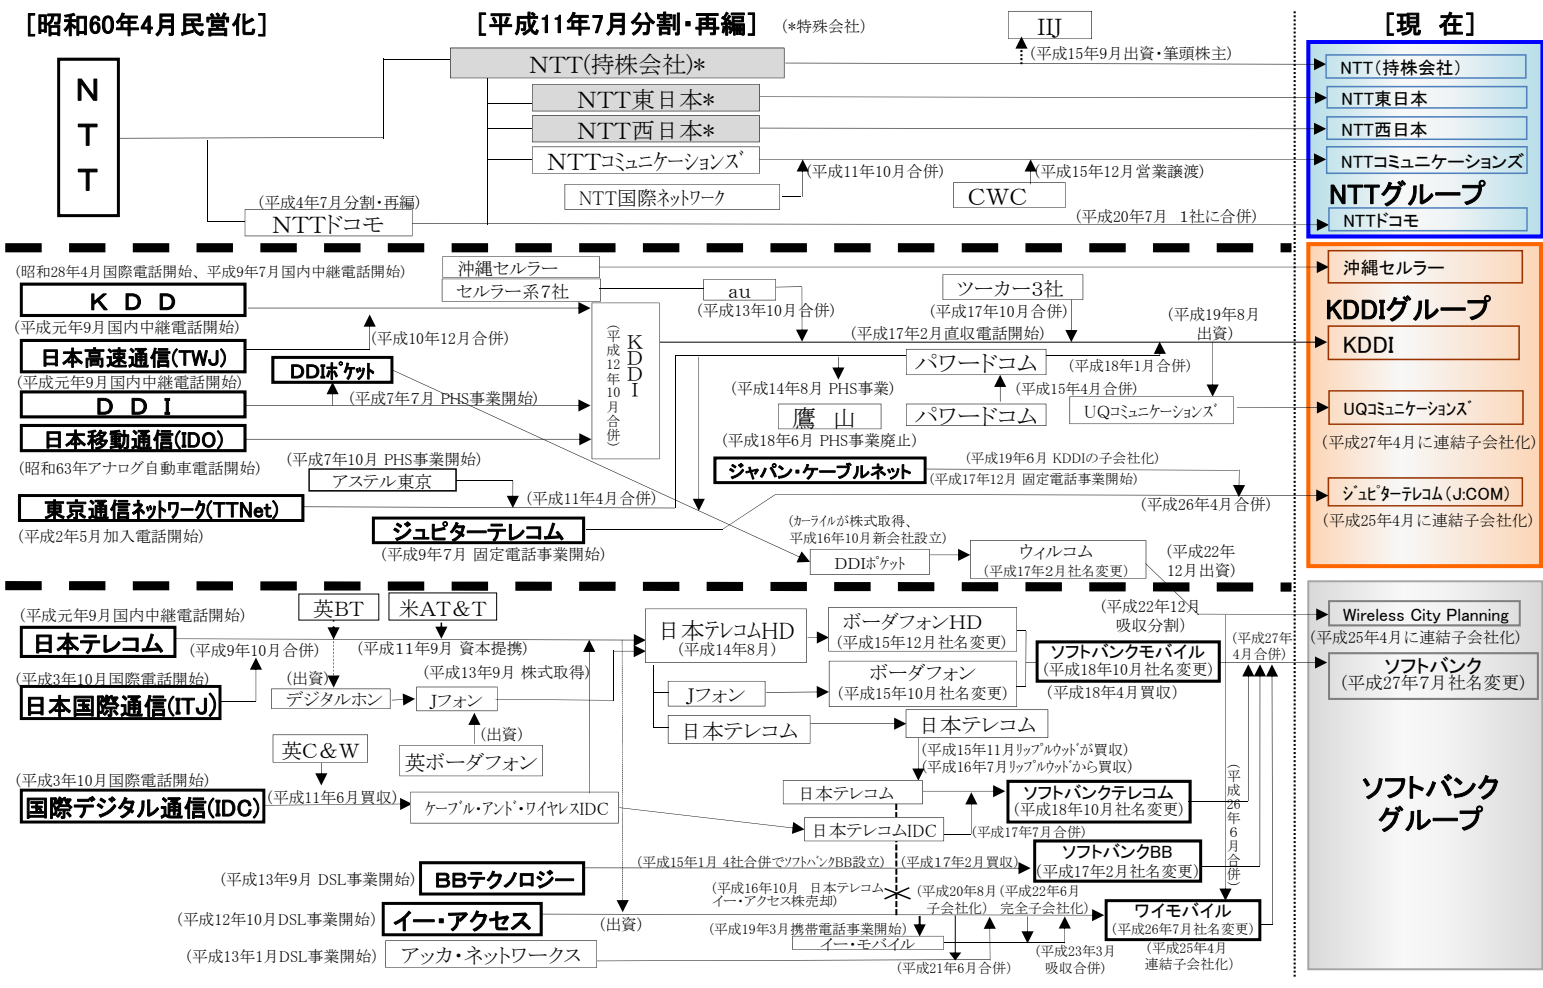 [昭和60年4月民営化]
[平成11年7月分割・再編]
(*特殊会社)
[現 在]
NTT
IIJ
(平成15年9月出資・筆頭株主)
NTT(持株会社)*
NTT東日本*
NTT西日本*
NTTコミュニケーションズ
(平成11年10月合併)
(平成15年12月営業譲渡)
NTT国際ネットワーク
CWC
(平成4年7月分割・再編)
NTTドコモ
(平成20年7月 1社に合併)
NTT(持株会社)
NTT東日本
NTT西日本
NTTコミュニケーションズ
NTTグループ
NTTドコモ
(昭和28年4月国際電話開始、平成9年7月国内中継電話開始)
KDD
(平成元年9月国内中継電話開始)
(平成10年12月合併)
日本高速通信(TWJ)
(平成元年9月国内中継電話開始)
DDIポケット
DDI
(平成7年7月 PHS事業開始)
日本移動通信(IDO)
(昭和63年アナログ自動車電話開始)
(平成7年10月 PHS事業開始)
アステル東京
(平成11年4月合併)
東京通信ネットワーク(TTNet)
(平成2年5月加入電話開始)
ジュピターテレコム
(平成9年7月 固定電話事業開始)
沖縄セルラー
セルラー系7社
KDDI
(平成12年10月合併)
au
(平成13年10月合併)
ツーカー3社
(平成17年10月合併)
(平成17年2月直収電話開始)
(平成19年8月
出資)
パワードコム
(平成18年1月合併)
(平成14年8月 PHS事業)
(平成15年4月合併)
鷹 山
パワードコム
UQコミュニケーションズ
(平成18年6月 PHS事業廃止)
ジャパン・ケーブルネット
(平成19年6月 KDDIの子会社化)
(平成17年12月 固定電話事業開始)
(平成26年4月合併)
(カーライルが株式取得、
平成16年10月新会社設立)
DDIポケット
ウィルコム
(平成17年2月社名変更)
(平成22年
12月出資)
沖縄セルラー
KDDIグループ
KDDI
UQコミュニケーションズ
(平成27年4月に連結子会社化)
ジュピターテレコム(J:COM)
(平成25年4月に連結子会社化)
(平成元年9月国内中継電話開始)
英BT
米AT&T
日本テレコム
(平成9年10月合併)
(平成11年9月 資本提携)
(平成3年10月国際電話開始)
(出資)
(平成13年9月 株式取得)
日本国際通信(ITJ)
デジタルホン
Jフォン
(出資)
英C&W
英ボーダフォン
(平成3年10月国際電話開始)
国際デジタル通信(IDC)
(平成11年6月買収)
ケーブル・アンド・ワイヤレスIDC
日本テレコムHD
(平成14年8月)
ボーダフォンHD
(平成15年12月社名変更)
ボーダフォン
(平成15年10月社名変更)
Jフォン
日本テレコム
日本テレコム
(平成22年12月
吸収分割)
ソフトバンクモバイル
(平成18年10月社名変更)
(平成18年4月買収)
(平成27年
4月合併)
(平成15年11月リップルウッドが買収)
(平成16年7月リップルウッドから買収)
日本テレコム
ソフトバンクテレコム
(平成18年10月社名変更)
日本テレコムIDC
(平成17年7月合併)
(平成26年6月合併)
(平成15年1月 4社合併でソフトバンクBB設立)
(平成17年2月買収)
ソフトバンクBB
(平成17年2月社名変更)
(平成13年9月 DSL事業開始)
BBテクノロジー
(平成16年10月 日本テレコム
イー・アクセス株売却)
(平成20年8月
子会社化)
(平成22年6月
完全子会社化)
(平成12年10月DSL事業開始)
イー・アクセス
(出資)
ワイモバイル
(平成26年7月社名変更)
(平成19年3月携帯電話事業開始)
イー・モバイル
(平成13年1月DSL事業開始)
アッカ・ネットワークス
(平成21年6月合併)
(平成23年3月
吸収合併)
(平成25年4月
連結子会社化)
Wireless City Planning
(平成25年4月に連結子会社化)
ソフトバンク
(平成27年7月社名変更)
ソフトバンク
グループ